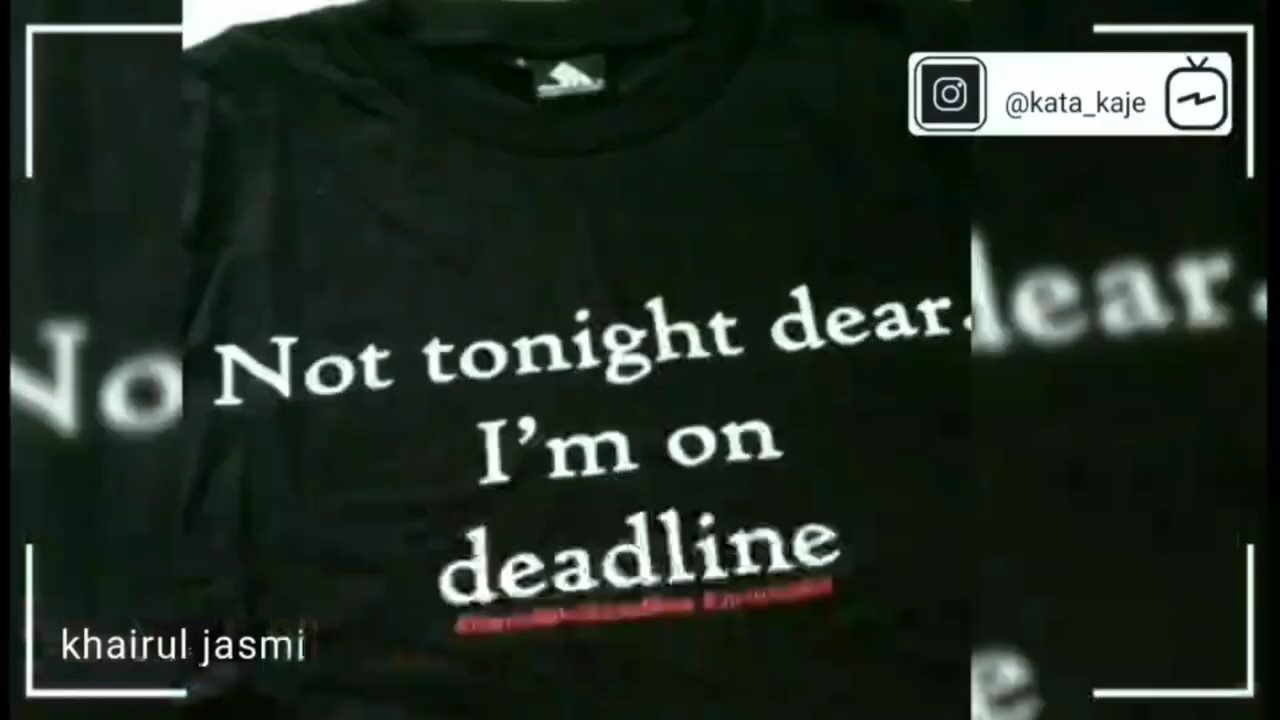 @kata_kaje
Not tonight dear.
I'm on
deadline
khairul jasmi